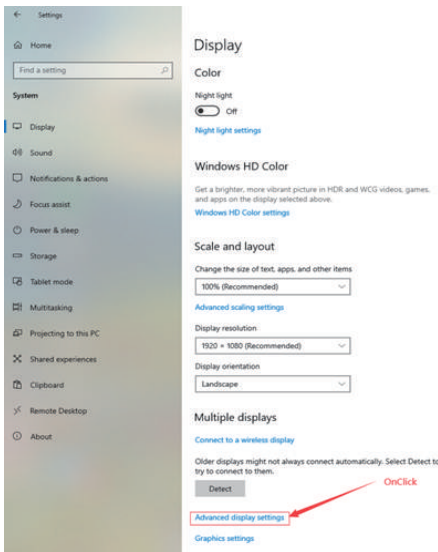 Settings
Home
Find a setting
System
Display
Sound
Notifications & actions
Focus assist
Power & sleep
Storage
Tablet mode
Multitasking
Projecting to this PC
Shared experiences
Clipboard
Remote Desktop
About
Display
Color
Night light
Off
Night light settings
Windows HD Color
Get a brighter, more vibrant picture in HDR and WCG videos, games,
and apps on the display selected above.
Windows HD Color settings
Scale and layout
Change the size of text, apps, and other items
100% (Recommended)
Advanced scaling settings
Display resolution
1920 × 1080 (Recommended)
Display orientation
Landscape
Multiple displays
Connect to a wireless display
Older displays might not always connect automatically. Select Detect to
try to connect to them.
Detect
OnClick
Advanced display settings
Graphics settings